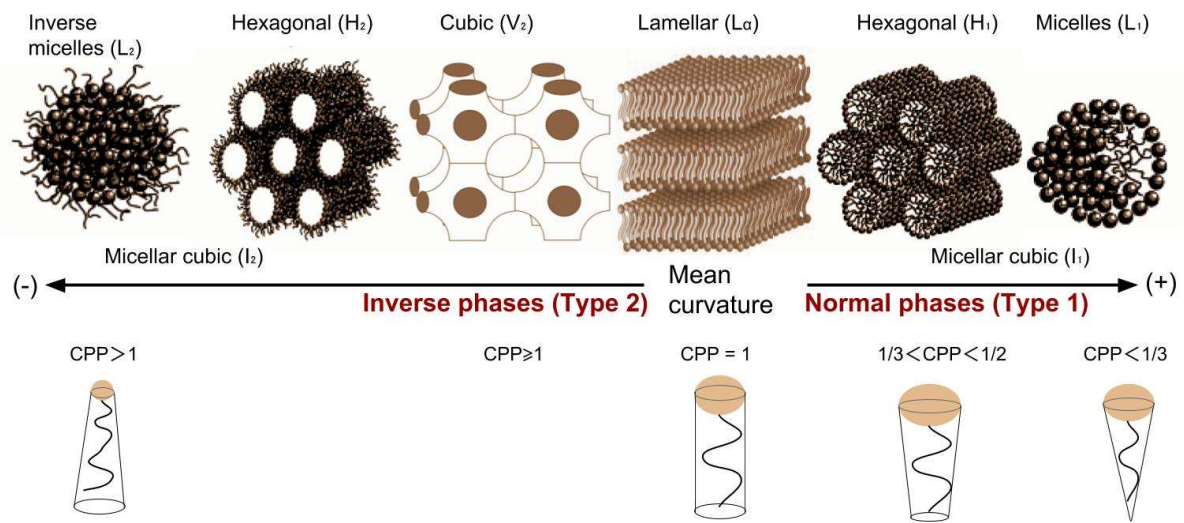 Inverse
micelles (L₂)
Hexagonal (H₂)
Cubic (V₂)
Lamellar (Lα)
Hexagonal (H₁)
Micelles (L₁)
Micellar cubic (I₂)
Micellar cubic (I₁)
(-)
Inverse phases (Type 2)
Mean
curvature
Normal phases (Type 1)
(+)
CPP＞1
CPP⩾1
CPP = 1
1/3＜CPP＜1/2
CPP＜1/3